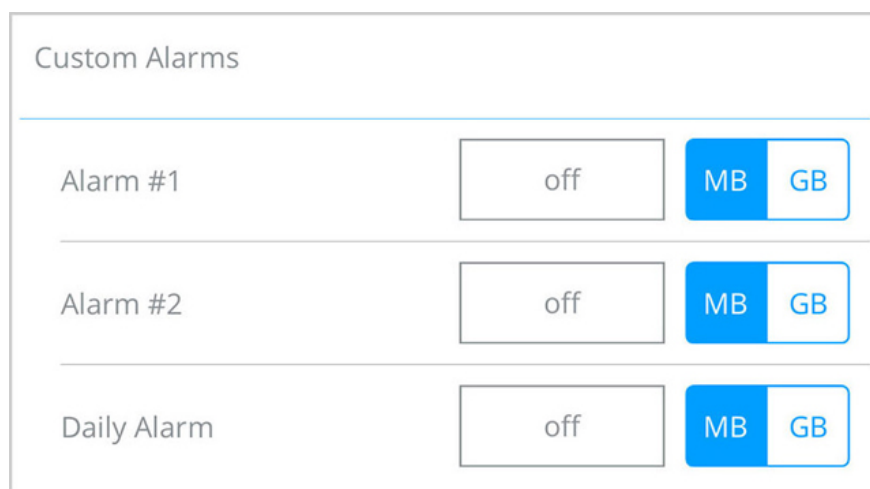 Custom Alarms
Alarm #1 off MB GB
Alarm #2 off MB GB
Daily Alarm off MB GB